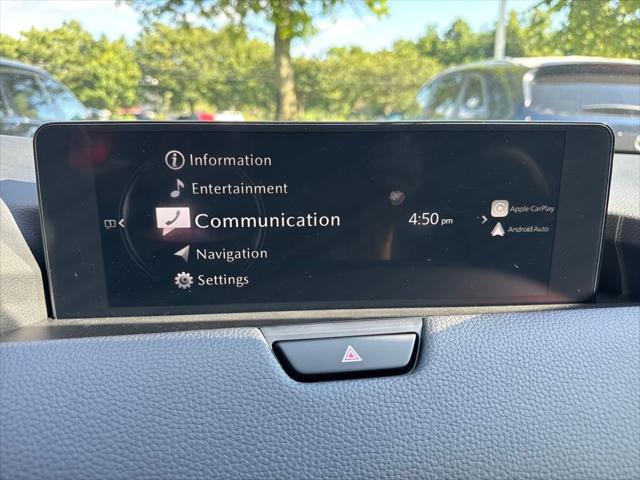 Information
Entertainment
Communication
4:50 pm
Apple CarPlay
Android Auto
Navigation
Settings